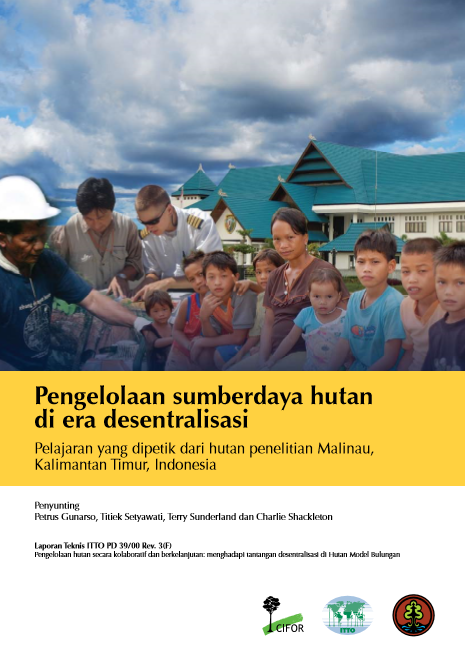 Pengelolaan sumberdaya hutan
di era desentralisasi
Pelajaran yang dipetik dari hutan penelitian Malinau,
Kalimantan Timur, Indonesia
Penyunting
Petrus Gunarso, Titiek Setyawati, Terry Sunderland dan Charlie Shackleton
Laporan Teknis ITTO PD 39/00 Rev. 3(F)
Pengelolaan hutan secara kolaboratif dan berkelanjutan: menghadapi tantangan desentralisasi di Hutan Model Bulungan
CIFOR
ITTO